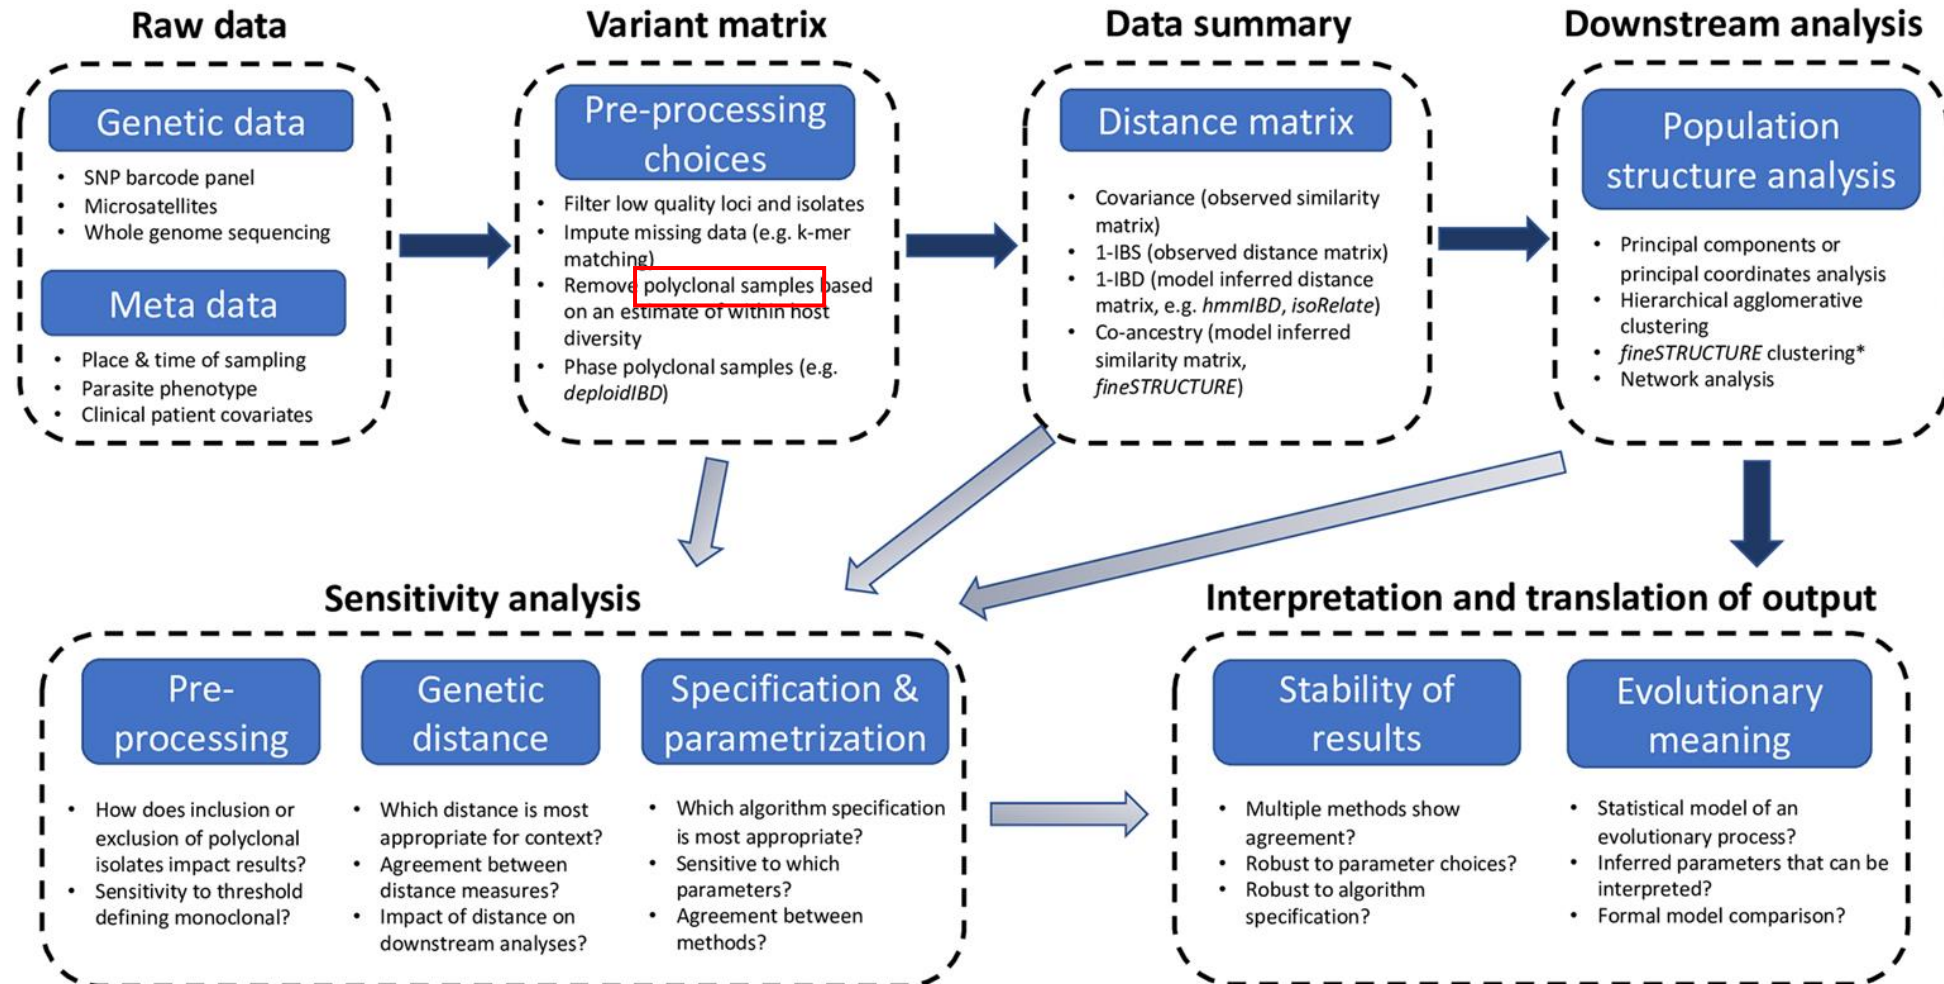 Raw data
Genetic data
• SNP barcode panel
• Microsatellites
• Whole genome sequencing
Meta data
• Place & time of sampling
• Parasite phenotype
• Clinical patient covariates
Variant matrix
Pre-processing
choices
• Filter low quality loci and isolates
• Impute missing data (e.g. k-mer
matching)
• Remove polyclonal samples based
on an estimate of within host
diversity
• Phase polyclonal samples (e.g.
deploidIBD)
Data summary
Distance matrix
• Covariance (observed similarity
matrix)
• 1-IBS (observed distance matrix)
• 1-IBD (model inferred distance
matrix, e.g. hmmIBD, isoRelate)
• Co-ancestry (model inferred
similarity matrix,
fineSTRUCTURE)
Downstream analysis
Population
structure analysis
• Principal components or
principal coordinates analysis
• Hierarchical agglomerative
clustering
• fineSTRUCTURE clustering*
• Network analysis
Sensitivity analysis
Pre-
processing
• How does inclusion or
exclusion of polyclonal
isolates impact results?
• Sensitivity to threshold
defining monoclonal?
Genetic
distance
• Which distance is most
appropriate for context?
• Agreement between
distance measures?
• Impact of distance on
downstream analyses?
Specification &
parametrization
• Which algorithm specification
is most appropriate?
• Sensitive to which
parameters?
• Agreement between
methods?
Interpretation and translation of output
Stability of
results
• Multiple methods show
agreement?
• Robust to parameter choices?
• Robust to algorithm
specification?
Evolutionary
meaning
• Statistical model of an
evolutionary process?
• Inferred parameters that can be
interpreted?
• Formal model comparison?